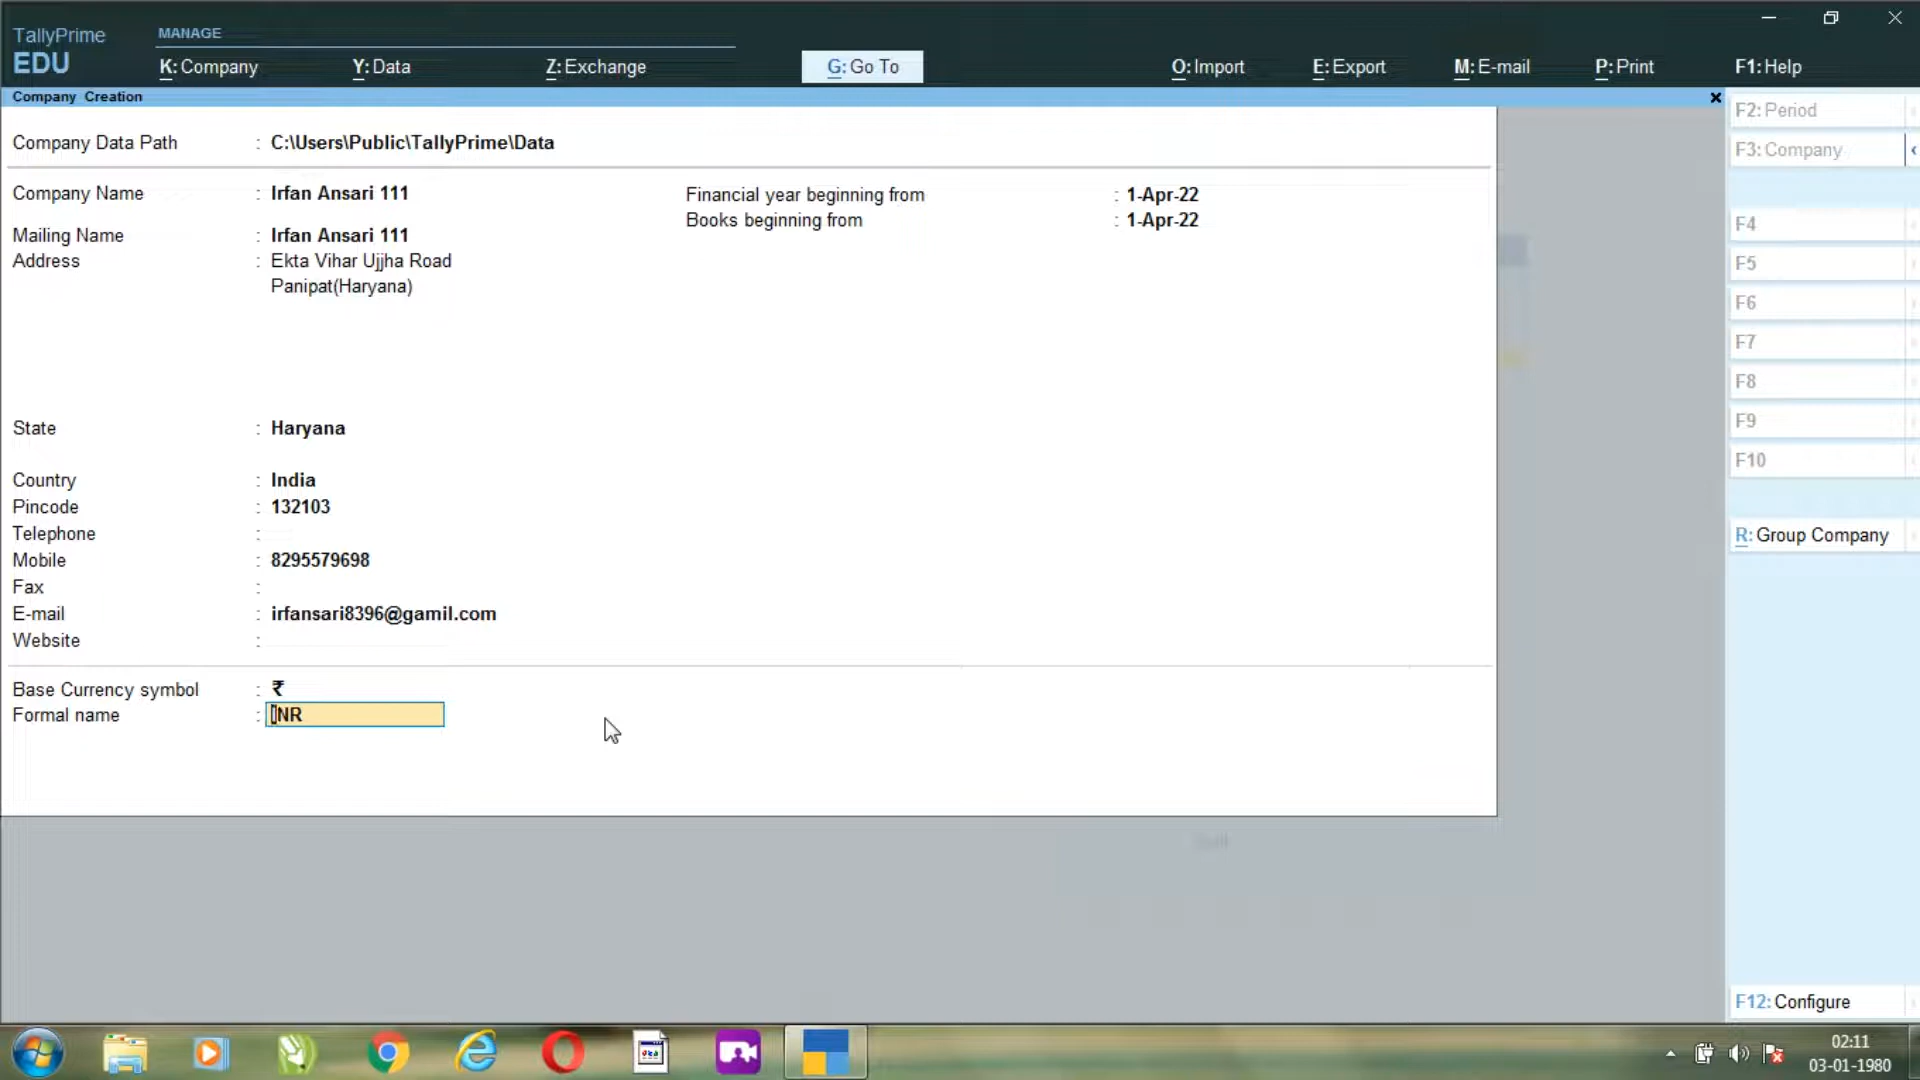 TallyPrime
EDU
MANAGE
K: Company
Y: Data
Z: Exchange
G: Go To
O: Import
E: Export
M: E-mail
P: Print
F1: Help
Company Creation
Company Data Path : C:\Users\Public\TallyPrime\Data
Company Name : Irfan Ansari 111
Financial year beginning from : 1-Apr-22
Books beginning from : 1-Apr-22
Mailing Name : Irfan Ansari 111
Address : Ekta Vihar Ujjha Road
Panipat(Haryana)
State : Haryana
Country : India
Pincode : 132103
Telephone :
Mobile : 8295579698
Fax :
E-mail : irfansari8396@gamil.com
Website :
Base Currency symbol : ₹
Formal name : INR
F2: Period
F3: Company
F4
F5
F6
F7
F8
F9
F10
R: Group Company
F12: Configure
02:11
03-01-1980